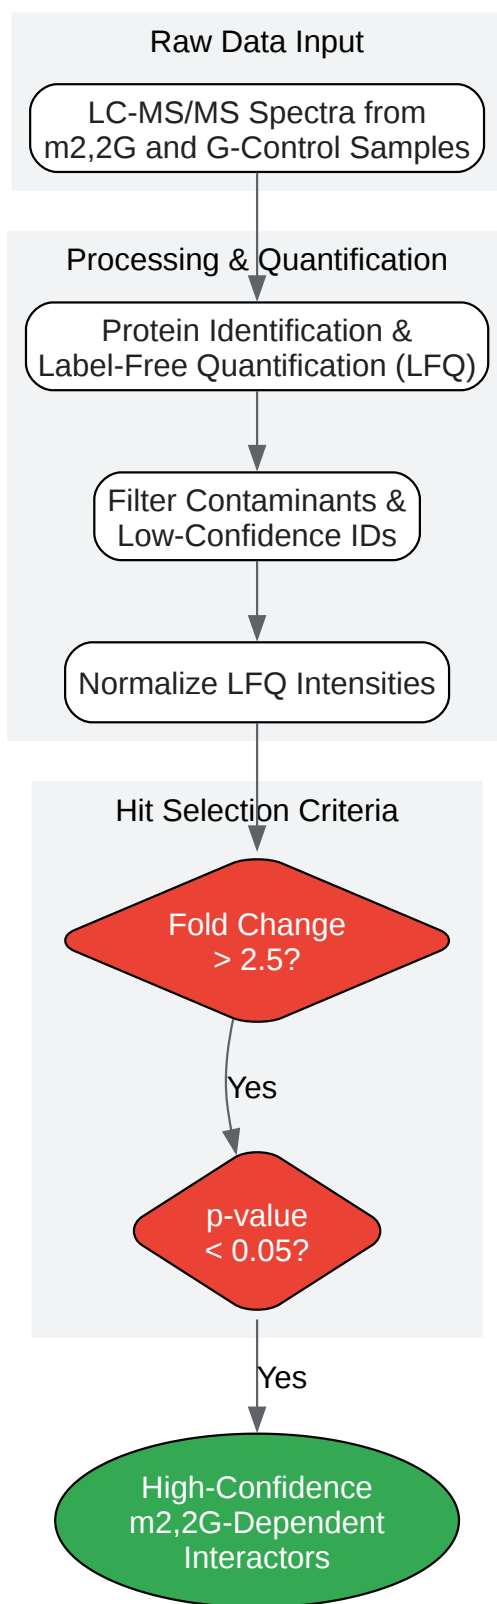 Raw Data Input
LC-MS/MS Spectra from
m2,2G and G-Control Samples
Processing & Quantification
Protein Identification &
Label-Free Quantification (LFQ)
Filter Contaminants &
Low-Confidence IDs
Normalize LFQ Intensities
Hit Selection Criteria
Fold Change
> 2.5?
Yes
p-value
< 0.05?
Yes
High-Confidence
m2,2G-Dependent
Interactors